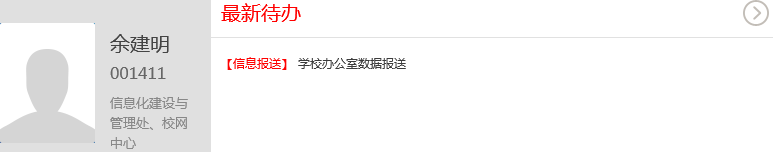 余建明
001411
信息化建设与
管理处、校网
中心
最新待办
【信息报送】 学校办公室数据报送